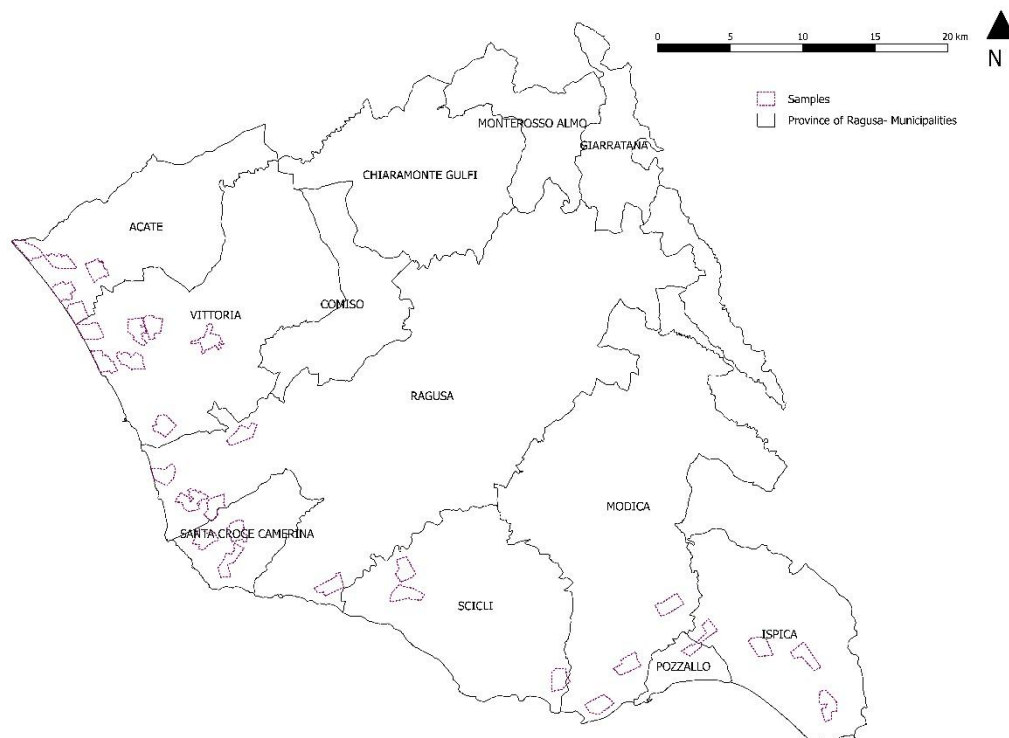 0 5 10 15 20 km
N
Samples
Province of Ragusa- Municipalities
MONTEROSSO ALMO
GIARRATANA
CHIARAMONTE GULFI
ACATE
COMISO
VITTORIA
RAGUSA
MODICA
SANTA CROCE CAMERINA
SCICLI
ISPICA
POZZALLO